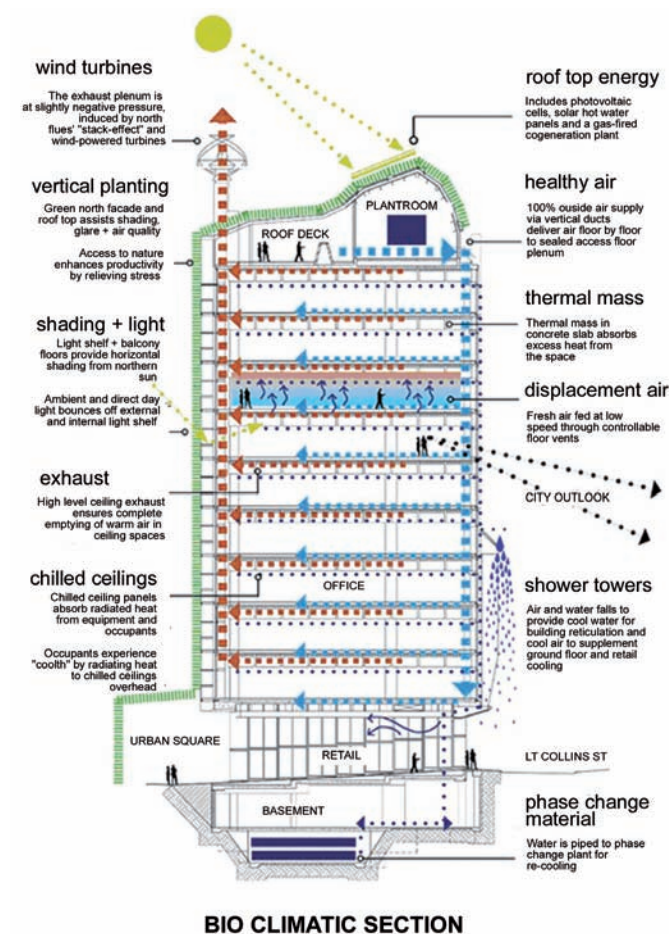 wind turbines
The exhaust plenum is
at slightly negative pressure,
induced by north
flues' "stack-effect" and
wind-powered turbines
vertical planting
Green north facade and
roof top assists shading,
glare + air quality
Access to nature
enhances productivity
by relieving stress
shading + light
Light shelf + balcony
floors provide horizontal
shading from northern
sun
Ambient and direct day
light bounces off external
and internal light shelf
exhaust
High level ceiling exhaust
ensures complete
emptying of warm air in
ceiling spaces
chilled ceilings
Chilled ceiling panels
absorb radiated heat
from equipment and
occupants
Occupants experience
"coolth" by radiating heat
to chilled ceilings
overhead
URBAN SQUARE
PLANTROOM
ROOF DECK
OFFICE
RETAIL
BASEMENT
roof top energy
Includes photovoltaic
cells, solar hot water
panels and a gas-fired
cogeneration plant
healthy air
100% ouside air supply
via vertical ducts
deliver air floor by floor
to sealed access floor
plenum
thermal mass
Thermal mass in
concrete slab absorbs
excess heat from
the space
displacement air
Fresh air fed at low
speed through controllable
floor vents
CITY OUTLOOK
shower towers
Air and water falls to
provide cool water for
building reticulation and
cool air to supplement
ground floor and retail
cooling
LT COLLINS ST
phase change
material
Water is piped to phase
change plant for
re-cooling
BIO CLIMATIC SECTION